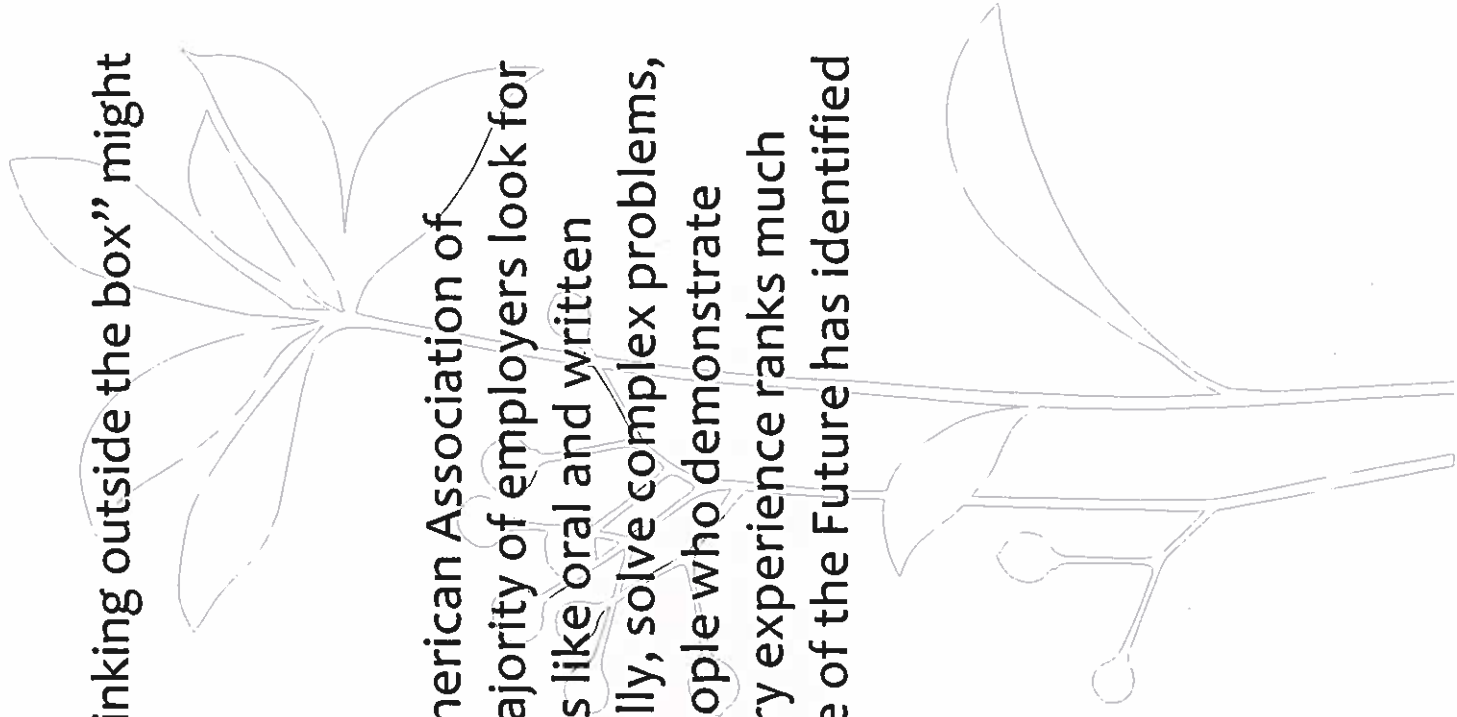 inking outside the box” might
nerican Association of
ajority of employers look for
s like oral and written
lly, solve complex problems,
ople who demonstrate
ry experience ranks much
e of the Future has identified